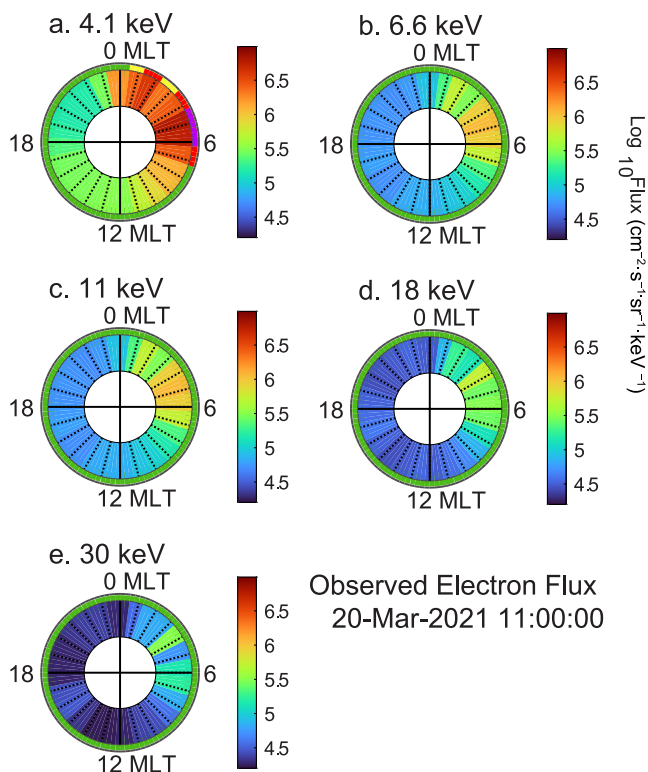 a. 4.1 keV
0 MLT
18
6
12 MLT
6.5
6
5.5
5
4.5
b. 6.6 keV
0 MLT
18
6
12 MLT
6.5
6
5.5
5
4.5
Log 10 Flux (cm⁻²·s⁻¹·sr⁻¹·keV⁻¹)
c. 11 keV
0 MLT
18
6
12 MLT
6.5
6
5.5
5
4.5
d. 18 keV
0 MLT
18
6
12 MLT
6.5
6
5.5
5
4.5
e. 30 keV
0 MLT
18
6
12 MLT
6.5
6
5.5
5
4.5
Observed Electron Flux
20-Mar-2021 11:00:00